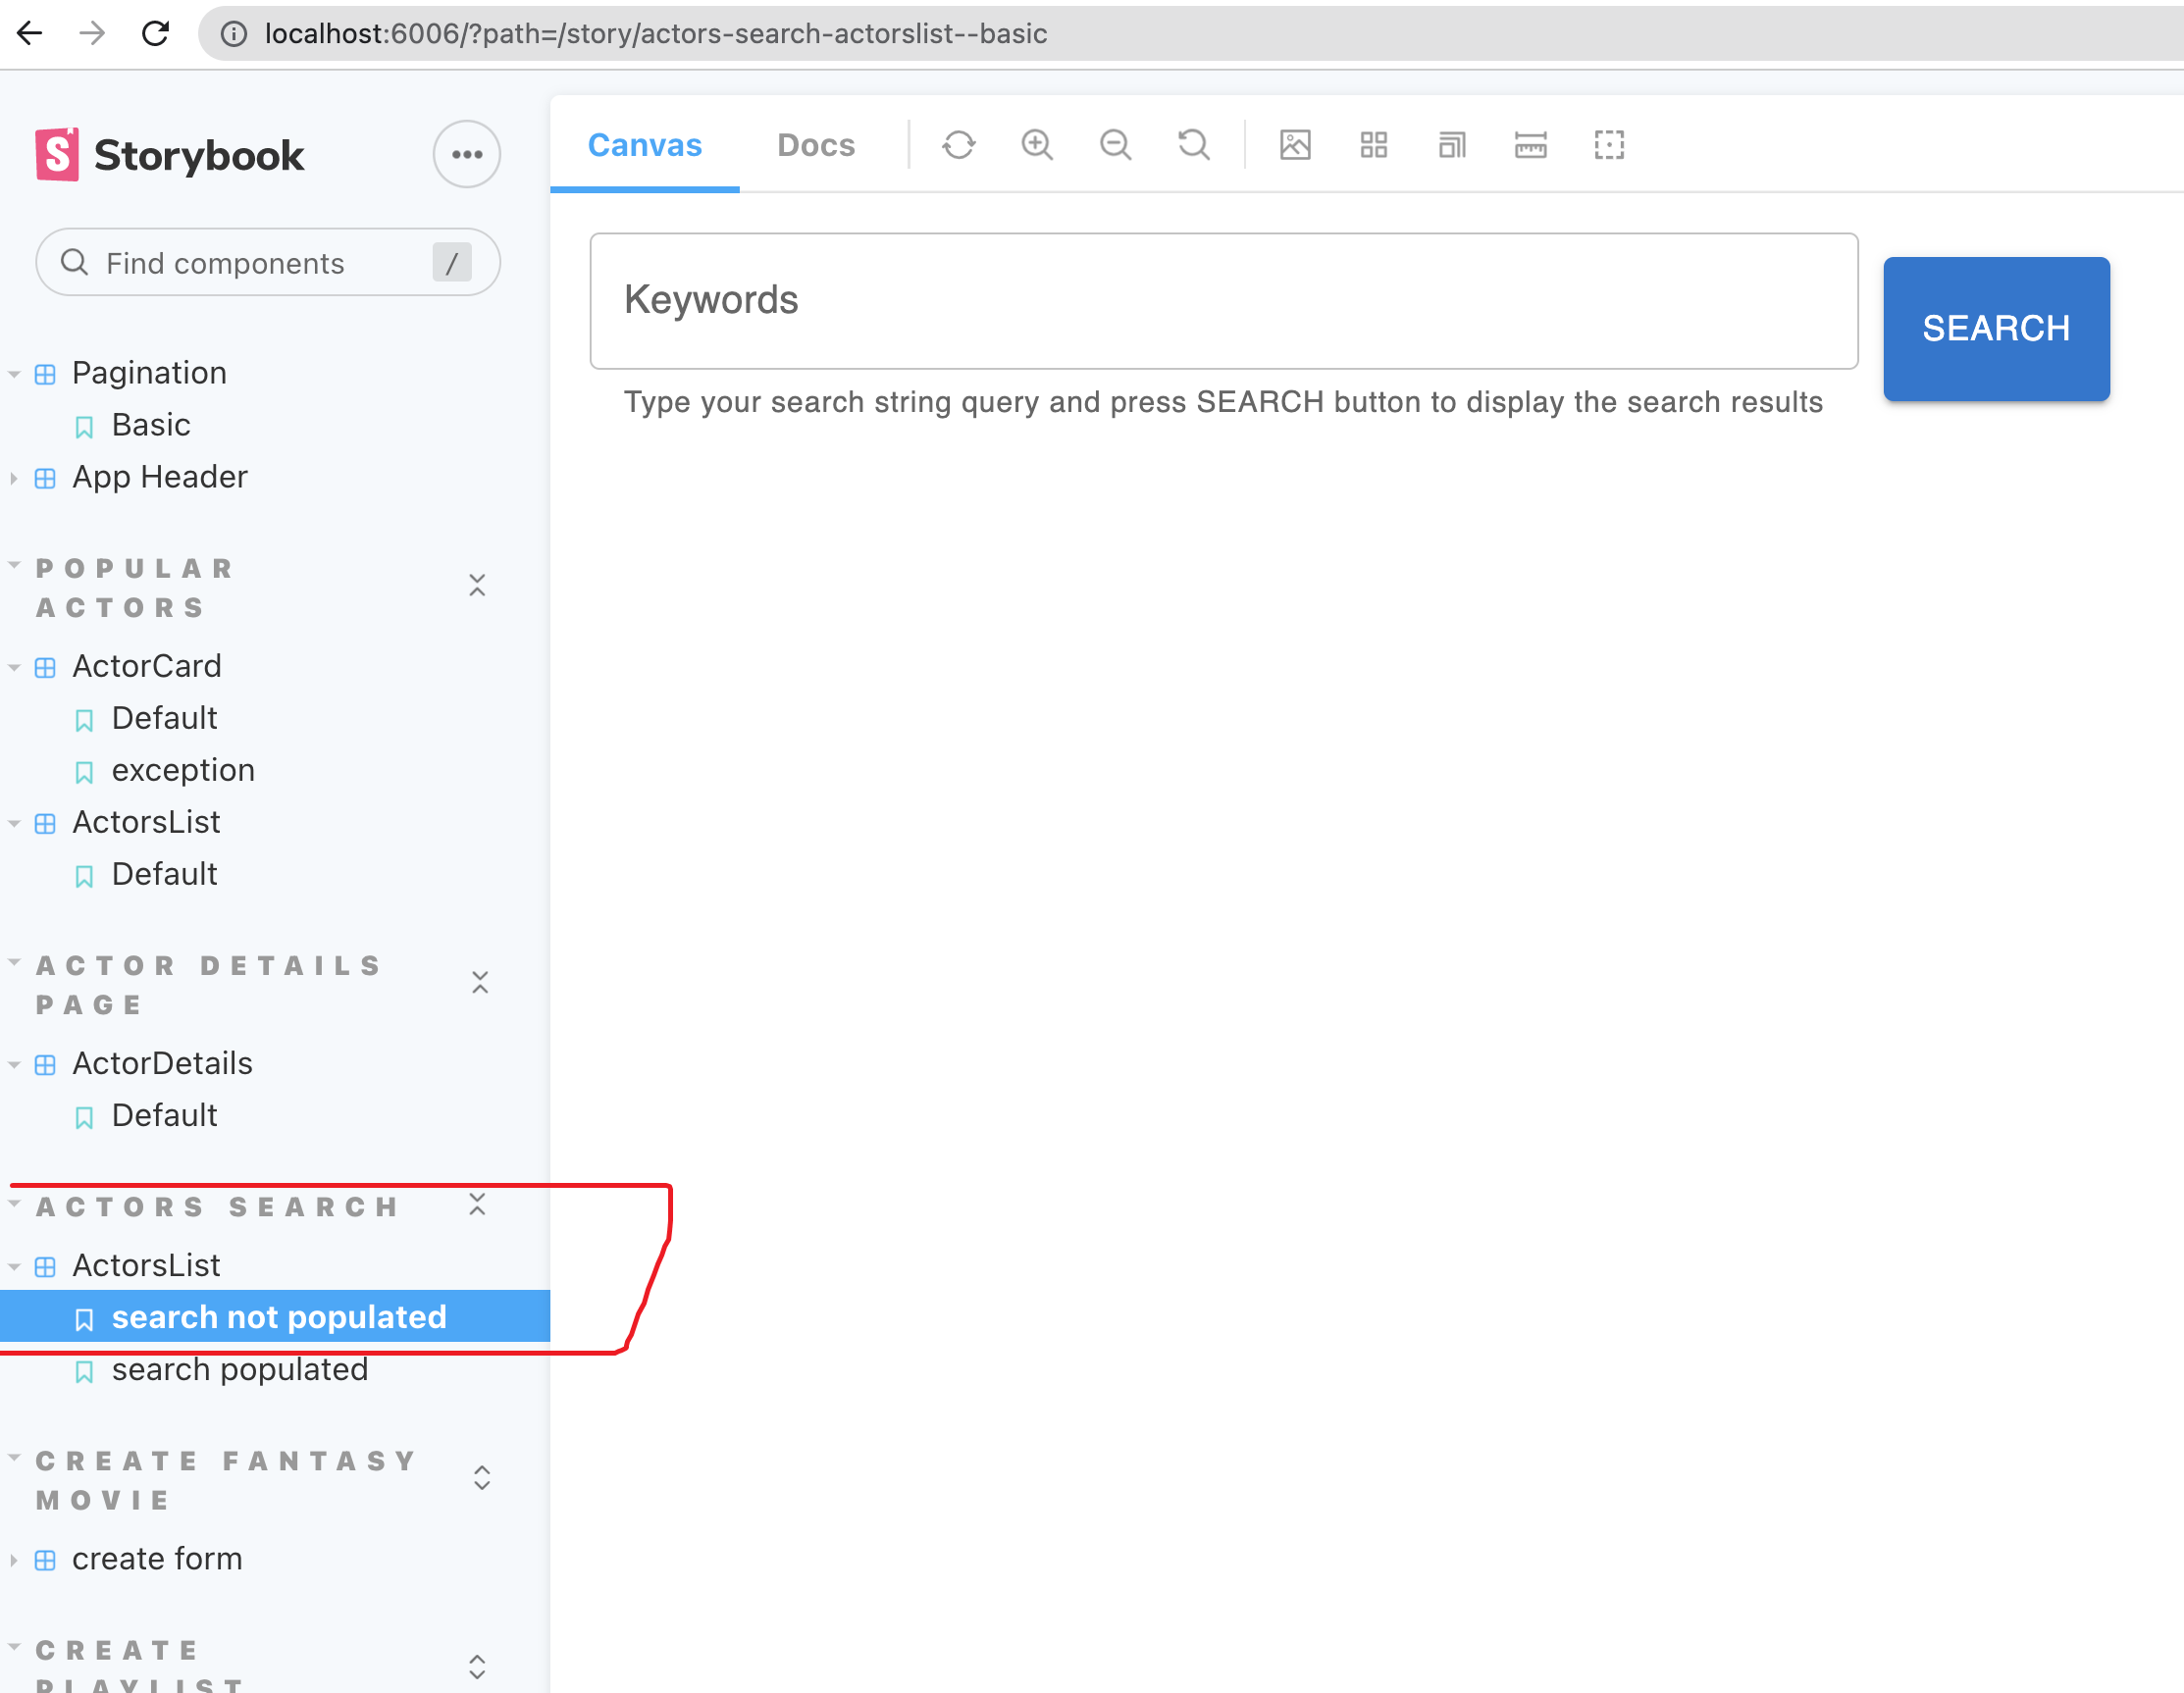 localhost:6006/?path=/story/actors-search-actorslist--basic
S Storybook
Find components /
Pagination
Basic
App Header
POPULAR
ACTORS
ActorCard
Default
exception
ActorsList
Default
ACTOR DETAILS
PAGE
ActorDetails
Default
ACTORS SEARCH
ActorsList
search not populated
search populated
CREATE FANTASY
MOVIE
create form
CREATE
PLAYLIST
Canvas Docs
Keywords
SEARCH
Type your search string query and press SEARCH button to display the search results